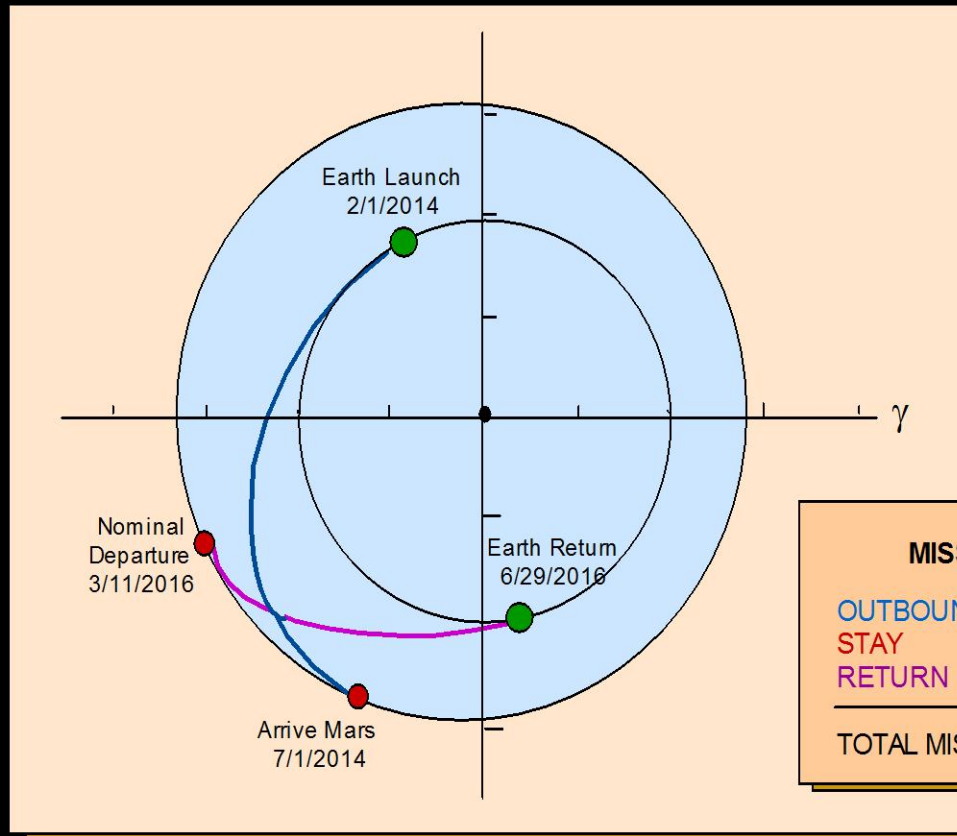 Earth Launch
2/1/2014
γ
Nominal
Departure
3/11/2016
Earth Return
6/29/2016
Arrive Mars
7/1/2014
MIS
OUTBOUN
STAY
RETURN
TOTAL MIS